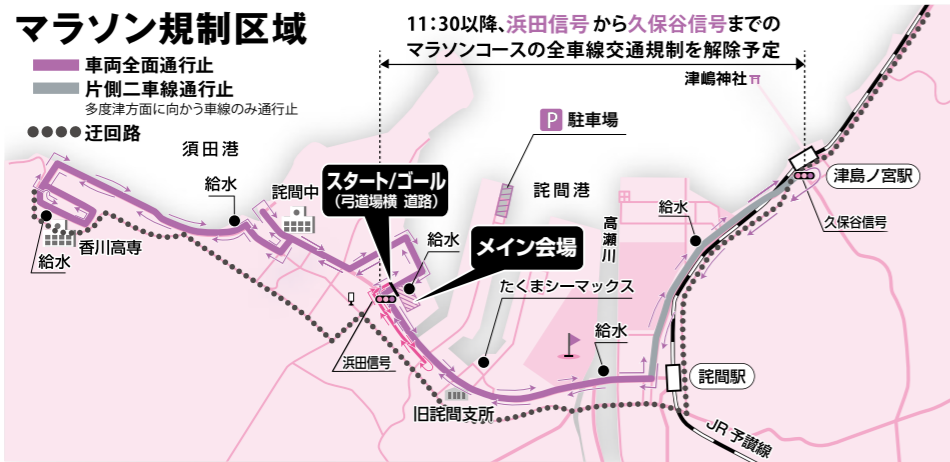 マラソン規制区域
車両全面通行止
片側二車線通行止
多度津方面に向かう車線のみ通行止
迂回路
11:30以降、浜田信号から久保谷信号までの
マラソンコースの全車線交通規制を解除予定
津嶋神社
P 駐車場
須田港
給水
詫間中
スタート/ゴール
(弓道場横 道路)
詫間港
高瀬川
給水
津島ノ宮駅
久保谷信号
香川高専
給水
給水
メイン会場
たくまシーマックス
給水
浜田信号
旧詫間支所
詫間駅
JR予讃線